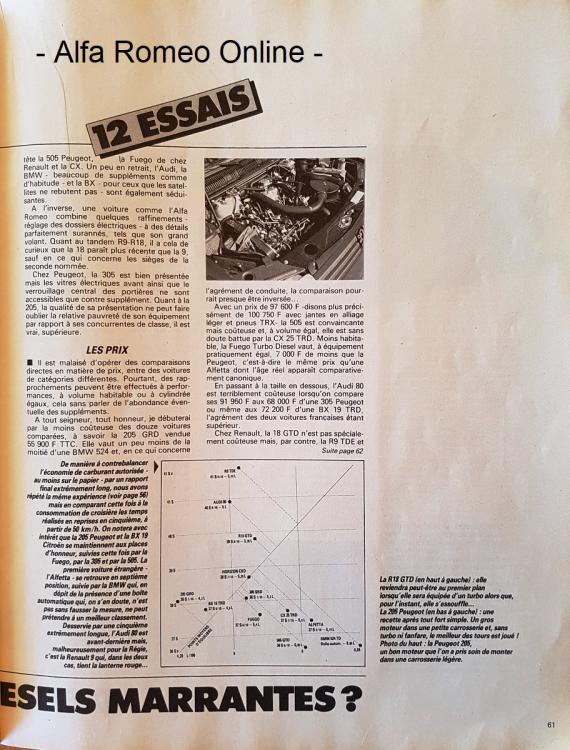 - Alfa Romeo Online -
12 ESSAIS
tête la 505 Peugeot, la Fuego de chez
Renault et la CX. Un peu en retrait, l'Audi, la
BMW - beaucoup de suppléments comme
d'habitude - et la BX - pour ceux que les satel-
lites ne rebutent pas - sont également sédui-
santes.
A l'inverse, une voiture comme l'Alfa
Romeo combine quelques raffinements -
réglage des dossiers électriques - à des détails
parfaitement surannés, tels que son grand
volant. Quant au tandem R9-R18, il a cela de
curieux que la 18 paraît plus récente que la 9,
sauf en ce qui concerne les sièges de la
seconde nommée.
Chez Peugeot, la 305 est bien présentée
mais les vitres électriques avant ainsi que le
verrouillage central des portières ne sont
accessibles que contre supplément. Quant à la
205, la qualité de sa présentation ne peut faire
oublier la relative pauvreté de son équipement
par rapport à ses concurrentes de classe, il est
vrai, supérieure.
LES PRIX
■ Il est malaisé d'opérer des comparaisons
directes en matière de prix, entre des voitures
de catégories différentes. Pourtant, des rap-
prochements peuvent être effectués à perfor-
mances, à volume habitable ou à cylindrée
égaux, cela sans parler de l'abondance éven-
tuelle des suppléments.
A tout seigneur, tout honneur, je débuterai
par la moins coûteuse des douze voitures
comparées, à savoir la 205 GRD vendue
55 900 F TTC. Elle vaut un peu moins de la
moitié d'une BMW 524 et, en ce qui concerne
l'agrément de conduite, la comparaison pour-
rait presque être inversée...
Avec un prix de 97 600 F -disons plus préci-
sément de 100 750 F avec jantes en alliage
léger et pneus TRX- la 505 est convaincante
mais coûteuse et, à volume égal, elle est sans
doute battue par la CX 25 TRD. Moins habita-
ble, la Fuego Turbo Diesel vaut, à équipement
pratiquement égal, 7 000 F de moins que la
Peugeot, c'est-à-dire le même prix qu'une
Alfetta dont l'âge réel apparaît comparative-
ment canonique.
En passant à la taille en dessous, l'Audi 80
est terriblement coûteuse lorsqu'on compare
ses 91 950 F aux 68 000 F d'une 305 Peugeot
ou même aux 72 200 F d'une BX 19 TRD,
l'agrément des deux voitures françaises étant
supérieur.
Chez Renault, la 18 GTD n'est pas spéciale-
ment coûteuse mais, par contre, la R9 TDE et
Suite page 62
De manière à contrebalancer
l'économie de carburant autorisée -
au moins sur le papier - par un rapport
final extrêmement long, nous avons
répété la même expérience (voir page 56)
mais en comparant cette fois à la
consommation de croisière les temps
réalisés en reprises en cinquième, à
partir de 50 km/h. On notera avec
intérêt que la 205 Peugeot et la BX 19
Citroën se maintiennent aux places
d'honneur, suivies cette fois par la
Fuego, par la 305 et par la 505. La
première voiture étrangère -
l'Alfetta - se retrouve en septième
position, suivie par la BMW qui, en
dépit de la présence d'une boîte
automatique qui, on s'en doute, n'est
pas sans fausser la mesure, ne peut
prétendre à un meilleur classement.
Desservie par une cinquième
extrêmement longue, l'Audi 80 est
avant-dernière mais,
malheureusement pour la Régie,
c'est la Renault 9 qui, dans les deux
cas, tient la lanterne rouge...
R9 TDE
AUDI 80
R18 GTD
HORIZON EXD
205 GRD
305 GRD
BX 19 TRD
FUEGO
CX 25 TRD
ALFETTA
505 GTD
BMW 524 TD
La R18 GTD (en haut à gauche) : elle
reviendra peut-être au premier plan
lorsqu'elle sera équipée d'un turbo alors que,
pour l'instant, elle s'essouffle...
La 205 Peugeot (en bas à gauche) : une
recette après tout fort simple. Un gros
moteur dans une petite carrosserie et, sans
turbo ni fanfare, le meilleur des tours est joué !
Photo du haut : la Peugeot 205,
un bon moteur que l'on a pris soin de monter
dans une carrosserie légère.
ESELS MARRANTES ?
61